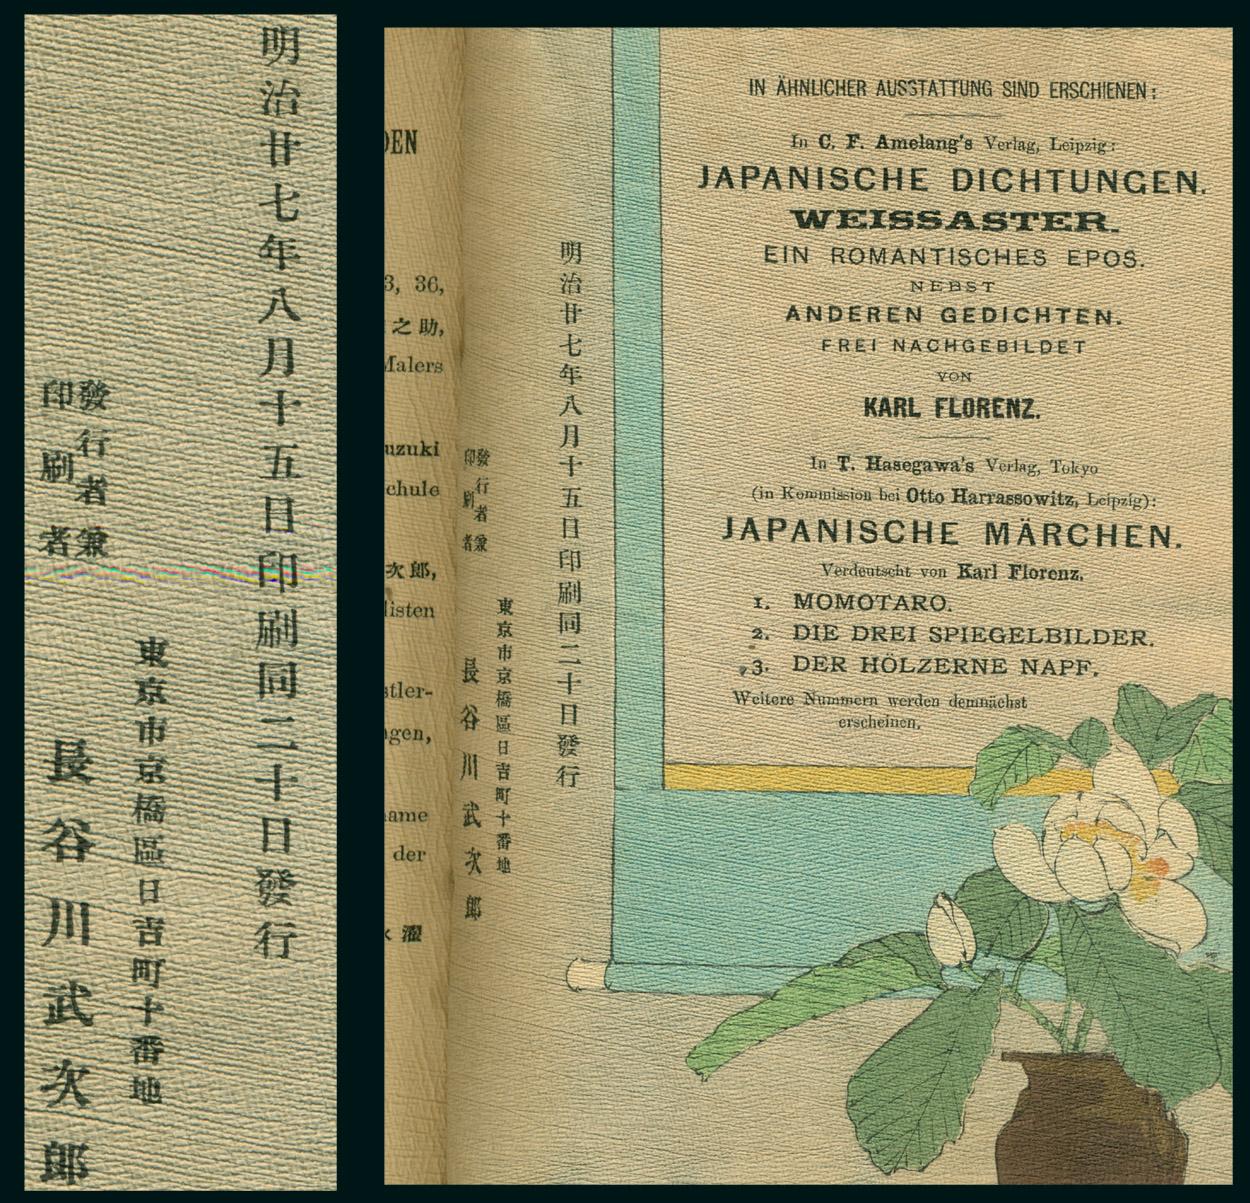 明治廿七年八月十五日印刷同二十日發行
東京市京橋區日吉町十番地
發行者兼
印刷者
長谷川武次郎
DEN
3, 36,
之助,
Malers
uzuki
chule
次郎,
listen
stler-
ngen,
ame
der
濯
明治廿七年八月十五日印刷同二十日發行
東京市京橋區日吉町十番地
發行者兼
印刷者
長谷川武次郎
IN ÄHNLICHER AUSSTATTUNG SIND ERSCHIENEN:
In C. F. Amelang's Verlag, Leipzig:
JAPANISCHE DICHTUNGEN.
WEISSASTER.
EIN ROMANTISCHES EPOS.
NEBST
ANDEREN GEDICHTEN.
FREI NACHGEBILDET
VON
KARL FLORENZ.
In T. Hasegawa's Verlag, Tokyo
(in Kommission bei Otto Harrassowitz, Leipzig):
JAPANISCHE MÄRCHEN.
Verdeutscht von Karl Florenz.
1. MOMOTARO.
2. DIE DREI SPIEGELBILDER.
3. DER HÖLZERNE NAPF.
Weitere Nummern werden demnächst
erscheinen.